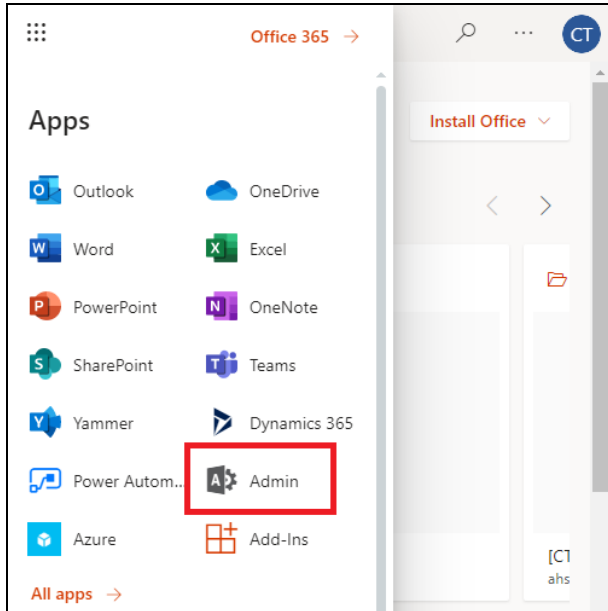 Office 365 →
CT
Apps
Install Office
Outlook
OneDrive
Word
Excel
PowerPoint
OneNote
SharePoint
Teams
Yammer
Dynamics 365
Power Autom...
Admin
Azure
Add-Ins
All apps →
[CT
ahs